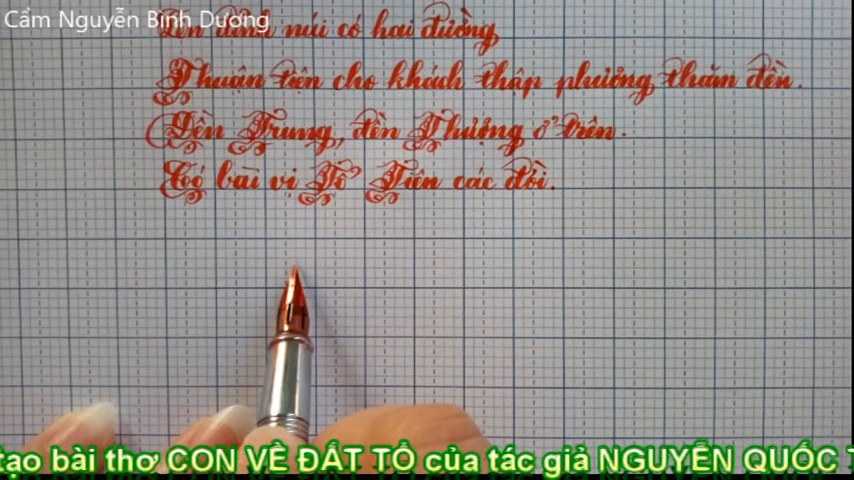 Cẩm Nguyễn Bình Dương
Lên đỉnh núi có hai đường
Thuận tiện cho khách thập phương thăm đền.
Đền Trung, đền Thượng ở trên.
Có bài vị Tổ Tiên các đời.
tạo bài thơ CON VỀ ĐẤT TỔ của tác giả NGUYỄN QUỐC